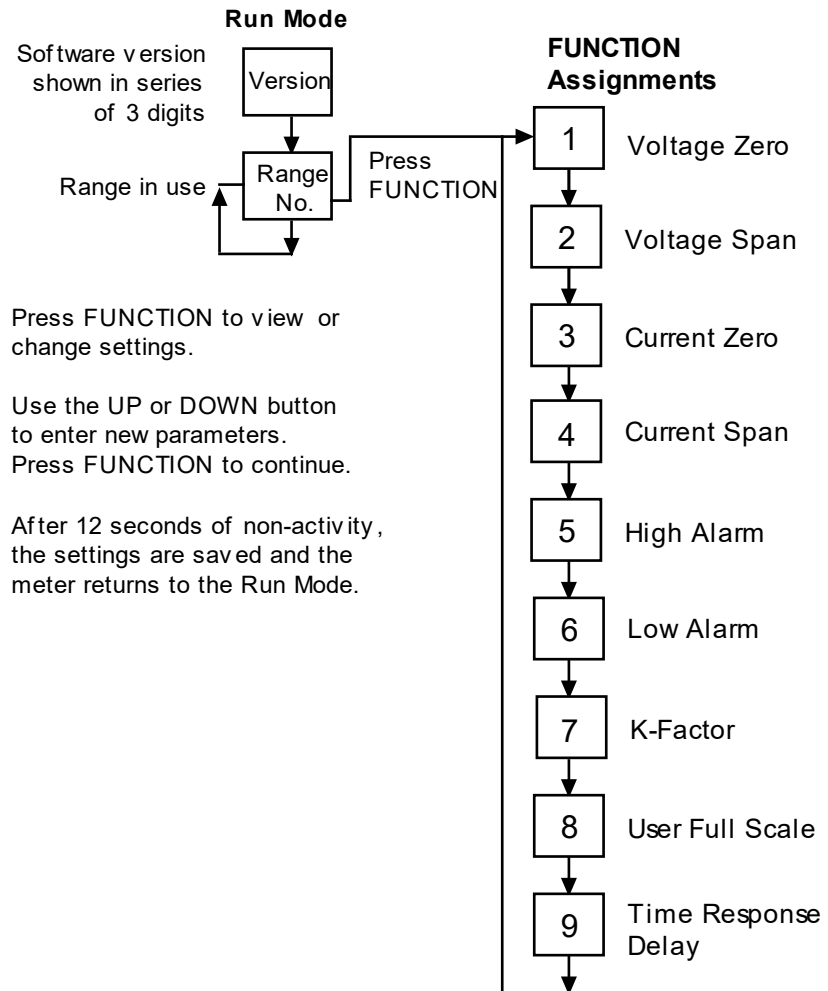 Run Mode
Software version
shown in series
of 3 digits
Version
Range in use
Range
No.
Press
FUNCTION
Press FUNCTION to view or
change settings.
Use the UP or DOWN button
to enter new parameters.
Press FUNCTION to continue.
After 12 seconds of non-activity,
the settings are saved and the
meter returns to the Run Mode.
FUNCTION
Assignments
1 Voltage Zero
2 Voltage Span
3 Current Zero
4 Current Span
5 High Alarm
6 Low Alarm
7 K-Factor
8 User Full Scale
9 Time Response
Delay